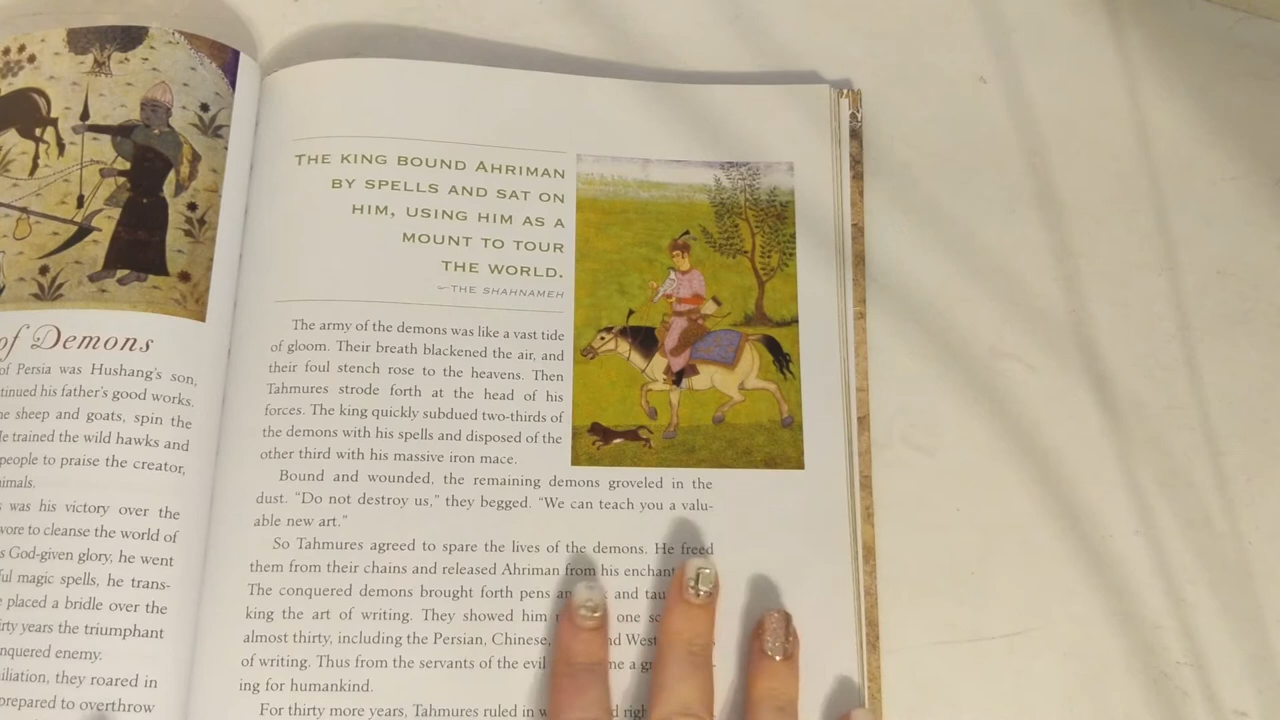 of Demons
of Persia was Hushang's son,
tinued his father's good works.
sheep and goats, spin the
He trained the wild hawks and
people to praise the creator,
was his victory over the
to cleanse the world of
God-given glory, he went
magic spells, he trans-
placed a bridle over the
years the triumphant
enemy.
they roared in
prepared to overthrow
THE KING BOUND AHRIMAN
BY SPELLS AND SAT ON
HIM, USING HIM AS A
MOUNT TO TOUR
THE WORLD.
~THE SHAHNAMEH
The army of the demons was like a vast tide
of gloom. Their breath blackened the air, and
their foul stench rose to the heavens. Then
Tahmures strode forth at the head of his
forces. The king quickly subdued two-thirds of
the demons with his spells and disposed of the
other third with his massive iron mace.
Bound and wounded, the remaining demons groveled in the
dust. "Do not destroy us," they begged. "We can teach you a valu-
able new art."
So Tahmures agreed to spare the lives of the demons. He freed
them from their chains and released Ahriman from his
The conquered demons brought forth pens and
king the art of writing. They showed him one
almost thirty, including the Persian, Chinese,
of writing. Thus from the servants of the evil
ing for humankind.
For thirty more years, Tahmures ruled in